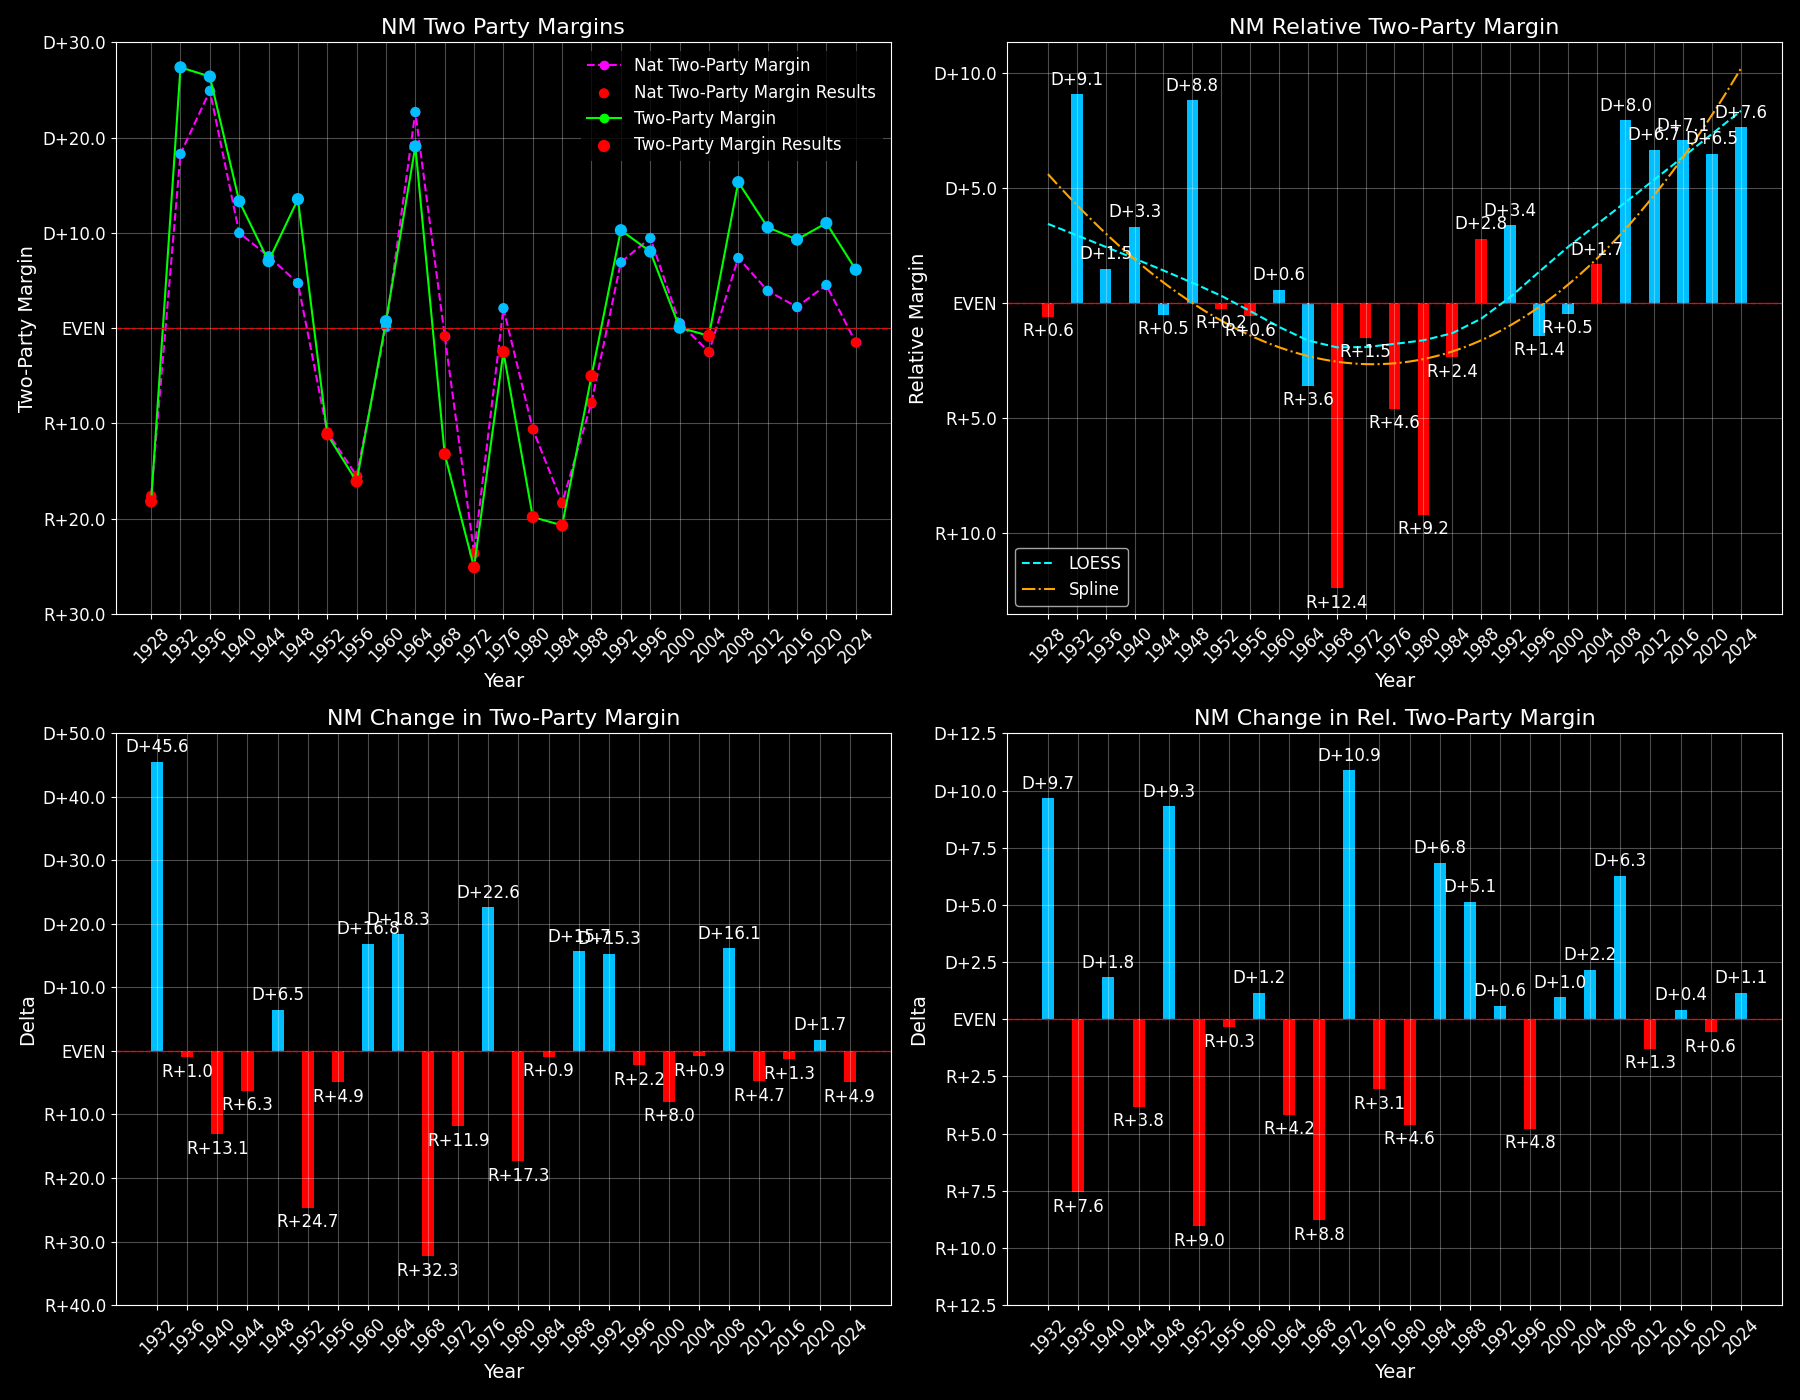 NM Two Party Margins
D+30.0
D+20.0
D+10.0
EVEN
R+10.0
R+20.0
R+30.0
Two-Party Margin
Nat Two-Party Margin
Nat Two-Party Margin Results
Two-Party Margin
Two-Party Margin Results
1928 1932 1936 1940 1944 1948 1952 1956 1960 1964 1968 1972 1976 1980 1984 1988 1992 1996 2000 2004 2008 2012 2016 2020 2024
Year
NM Relative Two-Party Margin
D+10.0
D+5.0
EVEN
R+5.0
R+10.0
Relative Margin
R+0.6
D+9.1
D+1.5
D+3.3
R+0.5
D+8.8
R+0.2
R+0.6
D+0.6
R+3.6
R+12.4
R+1.5
R+4.6
R+9.2
R+2.4
D+2.8
D+3.4
R+1.4
R+0.5
D+1.7
D+8.0
D+6.7
D+7.1
D+6.5
D+7.6
LOESS
Spline
1928 1932 1936 1940 1944 1948 1952 1956 1960 1964 1968 1972 1976 1980 1984 1988 1992 1996 2000 2004 2008 2012 2016 2020 2024
Year
NM Change in Two-Party Margin
D+50.0
D+40.0
D+30.0
D+20.0
D+10.0
EVEN
R+10.0
R+20.0
R+30.0
R+40.0
Delta
D+45.6
R+1.0
R+13.1
R+6.3
D+6.5
R+24.7
R+4.9
D+16.8
D+18.3
R+32.3
R+11.9
D+22.6
R+17.3
R+0.9
D+15.7
D+15.3
R+2.2
R+8.0
R+0.9
D+16.1
R+4.7
R+1.3
D+1.7
R+4.9
1932 1936 1940 1944 1948 1952 1956 1960 1964 1968 1972 1976 1980 1984 1988 1992 1996 2000 2004 2008 2012 2016 2020 2024
Year
NM Change in Rel. Two-Party Margin
D+12.5
D+10.0
D+7.5
D+5.0
D+2.5
EVEN
R+2.5
R+5.0
R+7.5
R+10.0
R+12.5
Delta
D+9.7
R+7.6
D+1.8
R+3.8
D+9.3
R+9.0
R+0.3
D+1.2
R+4.2
R+8.8
D+10.9
R+3.1
R+4.6
D+6.8
D+5.1
D+0.6
R+4.8
D+1.0
D+2.2
D+6.3
R+1.3
D+0.4
R+0.6
D+1.1
1932 1936 1940 1944 1948 1952 1956 1960 1964 1968 1972 1976 1980 1984 1988 1992 1996 2000 2004 2008 2012 2016 2020 2024
Year